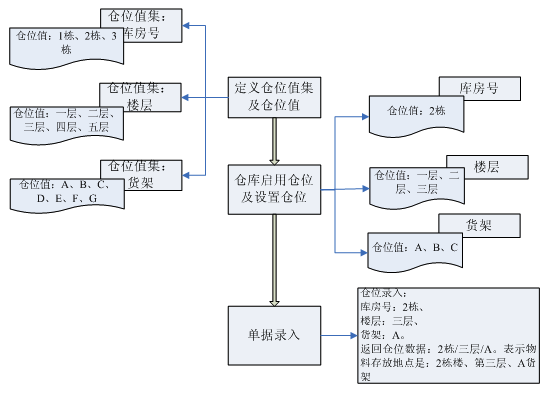 仓位值集：
库房号
仓位值：1栋、2栋、3
栋
仓位值集：
楼层
仓位值：一层、二层、
三层、四层、五层
仓位值集：
货架
仓位值：A、B、C、
D、E、F、G
定义仓位值集
及仓位值
仓库启用仓位
及设置仓位
单据录入
库房号
仓位值：2栋
楼层
仓位值：一层、二
层、三层
货架
仓位值：A、B、C
仓位录入：
库房号：2栋、
楼层：三层、
货架：A。
返回仓位数据：2栋/三层/A。表示物
料存放地点是：2栋楼、第三层、A货
架